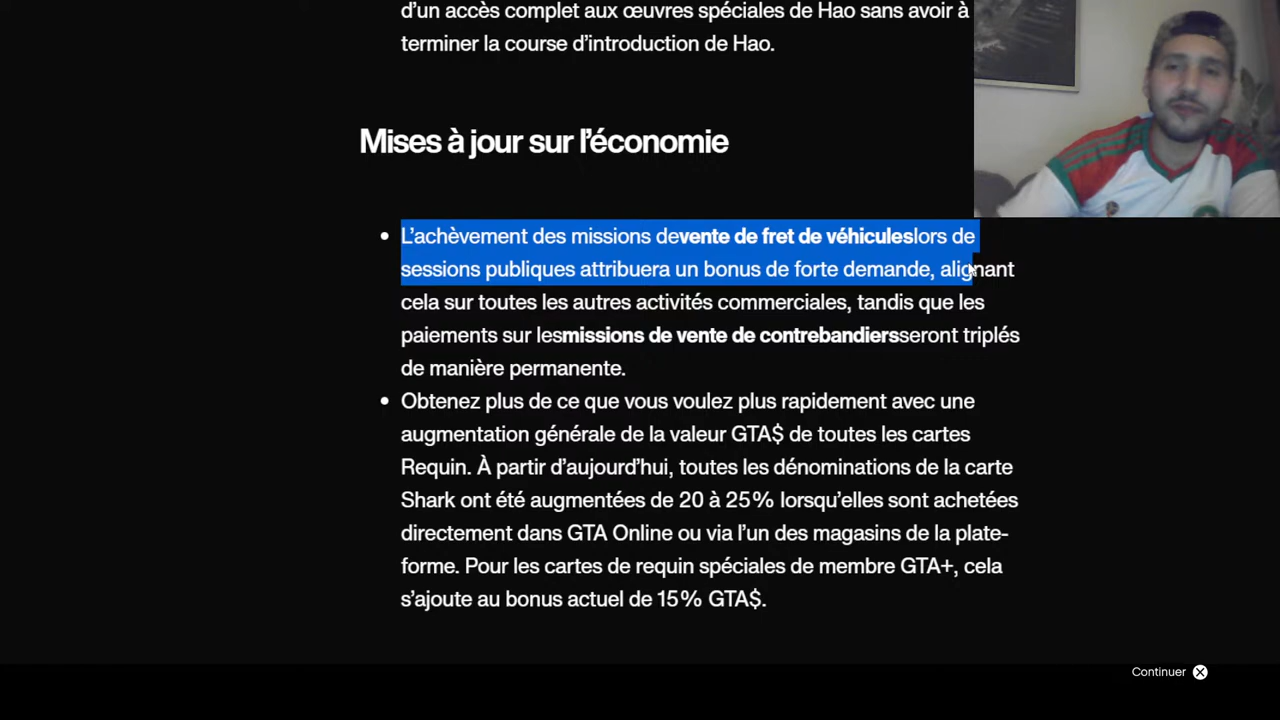 d’un accès complet aux œuvres spéciales de Hao sans avoir à
terminer la course d’introduction de Hao.
Mises à jour sur l’économie
• L’achèvement des missions devente de fret de véhiculeslors de
sessions publiques attribuera un bonus de forte demande, alignant
cela sur toutes les autres activités commerciales, tandis que les
paiements sur lesmissions de vente de contrebandiersseront triplés
de manière permanente.
• Obtenez plus de ce que vous voulez plus rapidement avec une
augmentation générale de la valeur GTA$ de toutes les cartes
Requin. À partir d’aujourd’hui, toutes les dénominations de la carte
Shark ont été augmentées de 20 à 25% lorsqu’elles sont achetées
directement dans GTA Online ou via l’un des magasins de la plate-
forme. Pour les cartes de requin spéciales de membre GTA+, cela
s’ajoute au bonus actuel de 15% GTA$.
Continuer